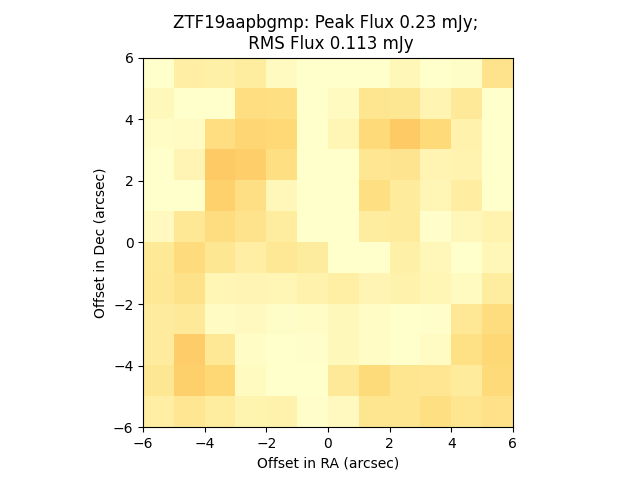 ZTF19aapbgmp: Peak Flux 0.23 mJy;
RMS Flux 0.113 mJy
6
4
2
0
−2
−4
−6
Offset in Dec (arcsec)
−6 −4 −2 0 2 4 6
Offset in RA (arcsec)